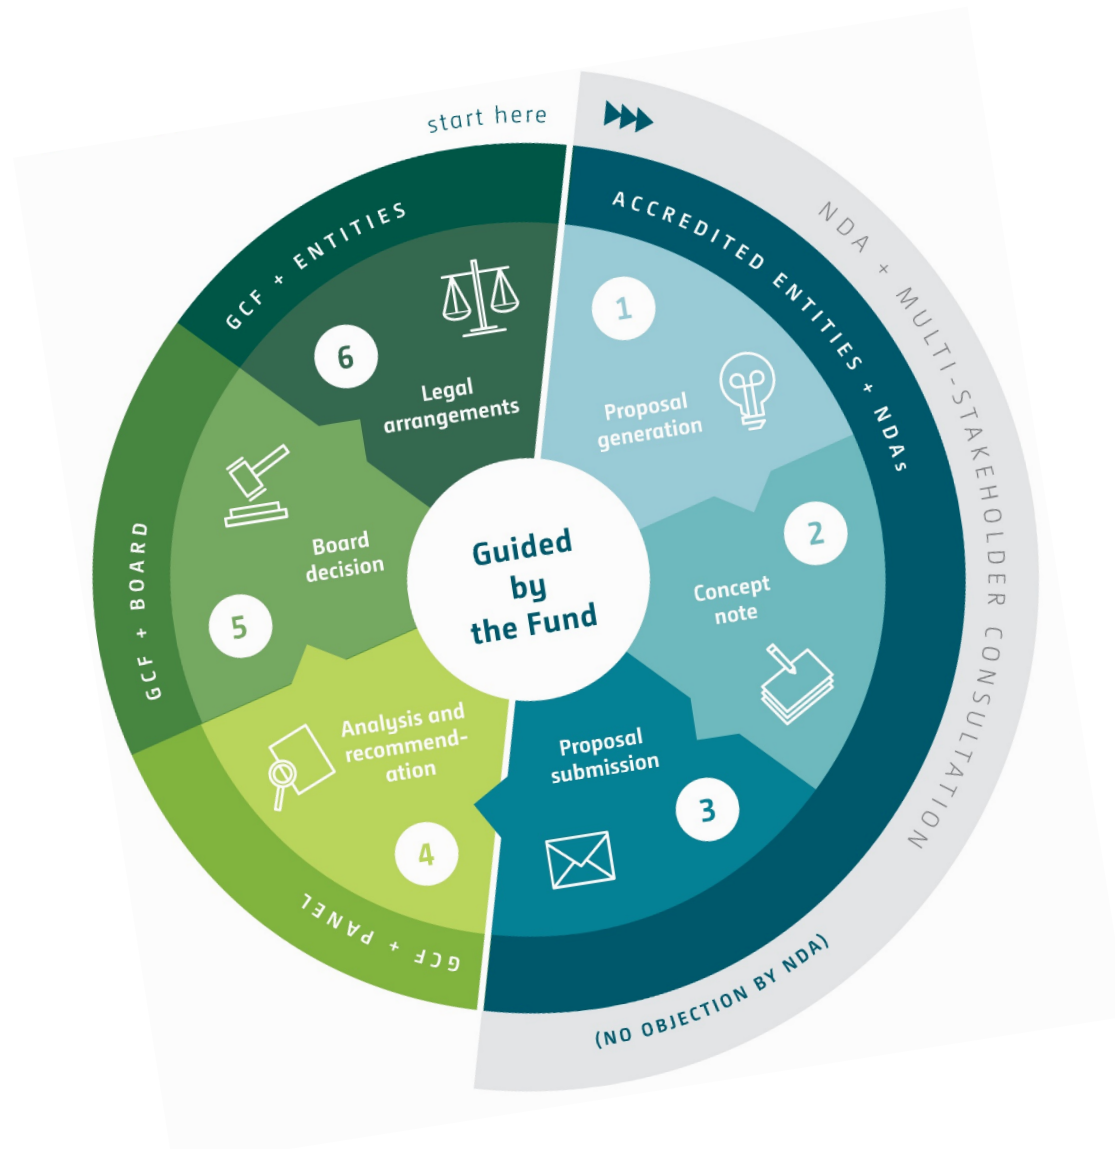 start here
NDA + MULTI-STAKEHOLDER CONSULTATION
(NO OBJECTION BY NDA)
ACCREDITED ENTITIES + NDAs
1
Proposal
generation
2
Concept
note
3
Proposal
submission
GCF + PANEL
4
Analysis and
recommend-
ation
GCF + BOARD
5
Board
decision
GCF + ENTITIES
6
Legal
arrangements
Guided
by
the Fund